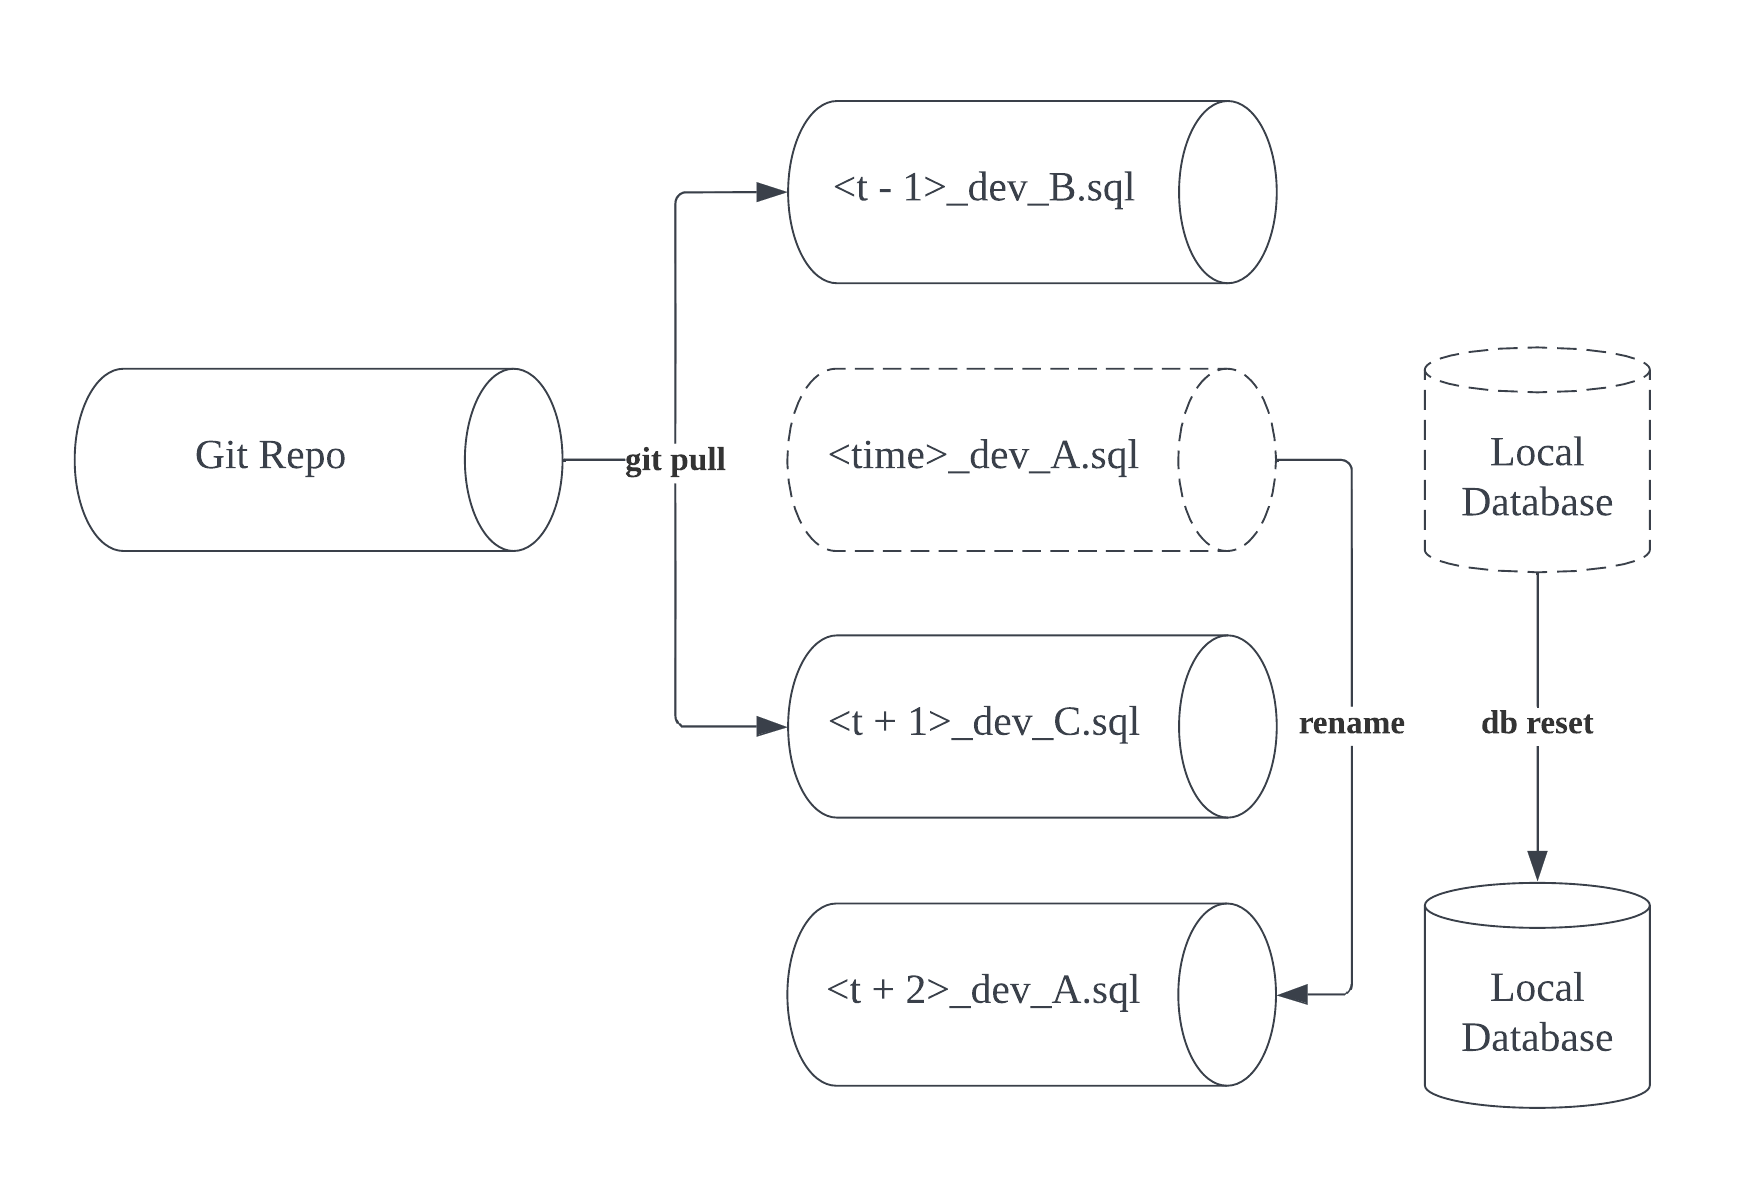 <t - 1>_dev_B.sql
Git Repo
git pull
<time>_dev_A.sql
Local
Database
<t + 1>_dev_C.sql
rename
db reset
<t + 2>_dev_A.sql
Local
Database